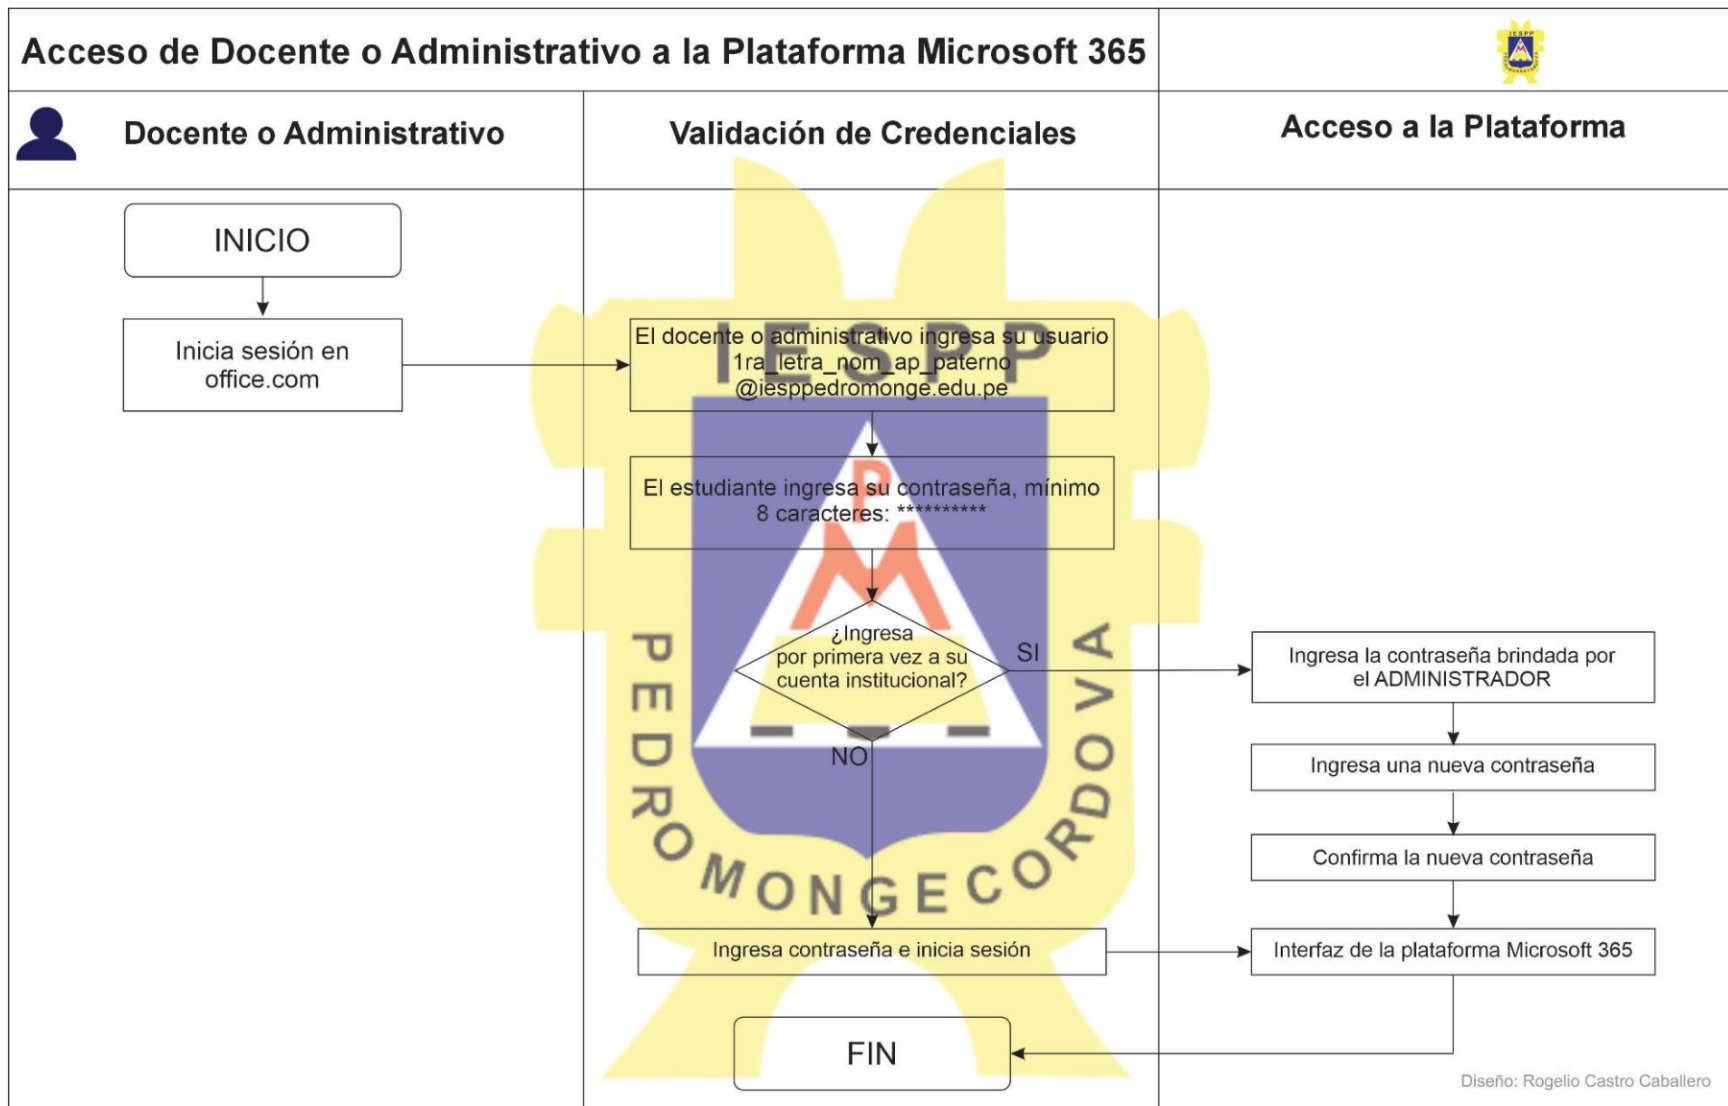 Acceso de Docente o Administrativo a la Plataforma Microsoft 365
IESPP
Docente o Administrativo
Validación de Credenciales
Acceso a la Plataforma
INICIO
Inicia sesión en
office.com
El docente o administrativo ingresa su usuario
1ra_letra_nom_ap_paterno
@iesppedromonge.edu.pe
El estudiante ingresa su contraseña, mínimo
8 caracteres: **********
¿Ingresa
por primera vez a su
cuenta institucional?
SI
NO
Ingresa la contraseña brindada por
el ADMINISTRADOR
Ingresa una nueva contraseña
Confirma la nueva contraseña
Ingresa contraseña e inicia sesión
Interfaz de la plataforma Microsoft 365
FIN
IESPP
P
M
PEDROMONGECORDOVA
Diseño: Rogelio Castro Caballero